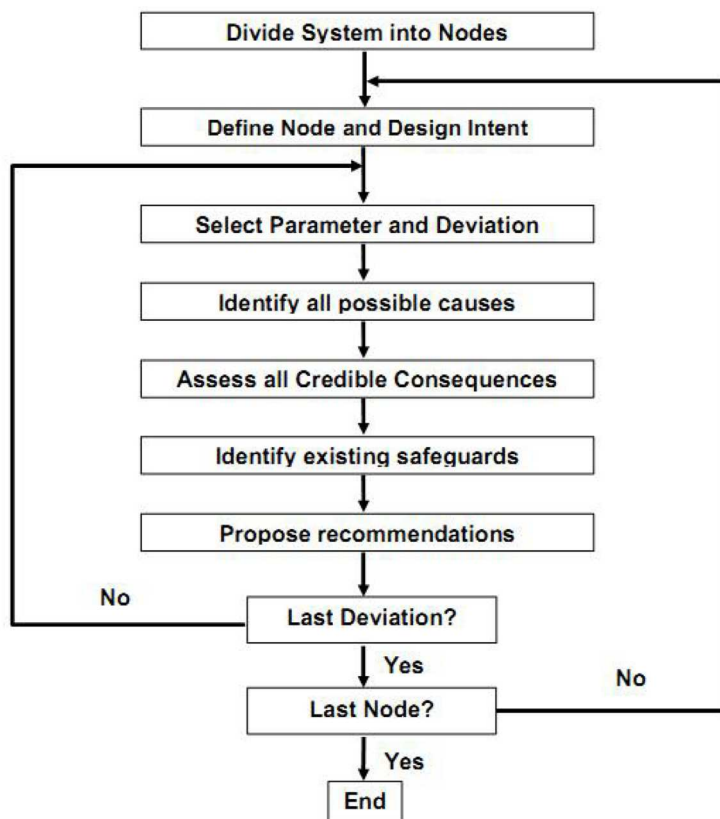 Divide System into Nodes
Define Node and Design Intent
Select Parameter and Deviation
Identify all possible causes
Assess all Credible Consequences
Identify existing safeguards
Propose recommendations
No
Last Deviation?
Yes
No
Last Node?
Yes
End